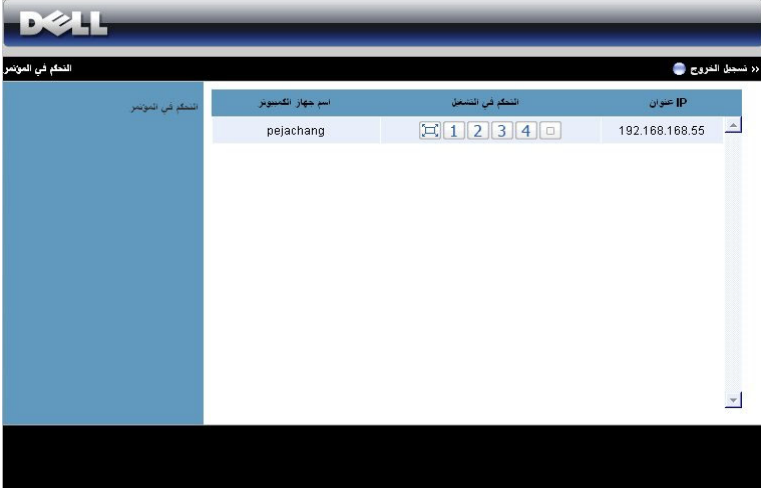 DELL
التحكم في المؤتمر
تسجيل الخروج »
التحكم في المؤتمر
اسم جهاز الكمبيوتر
التحكم في التشغيل
عنوان IP
pejachang
1 2 3 4
192.168.168.55